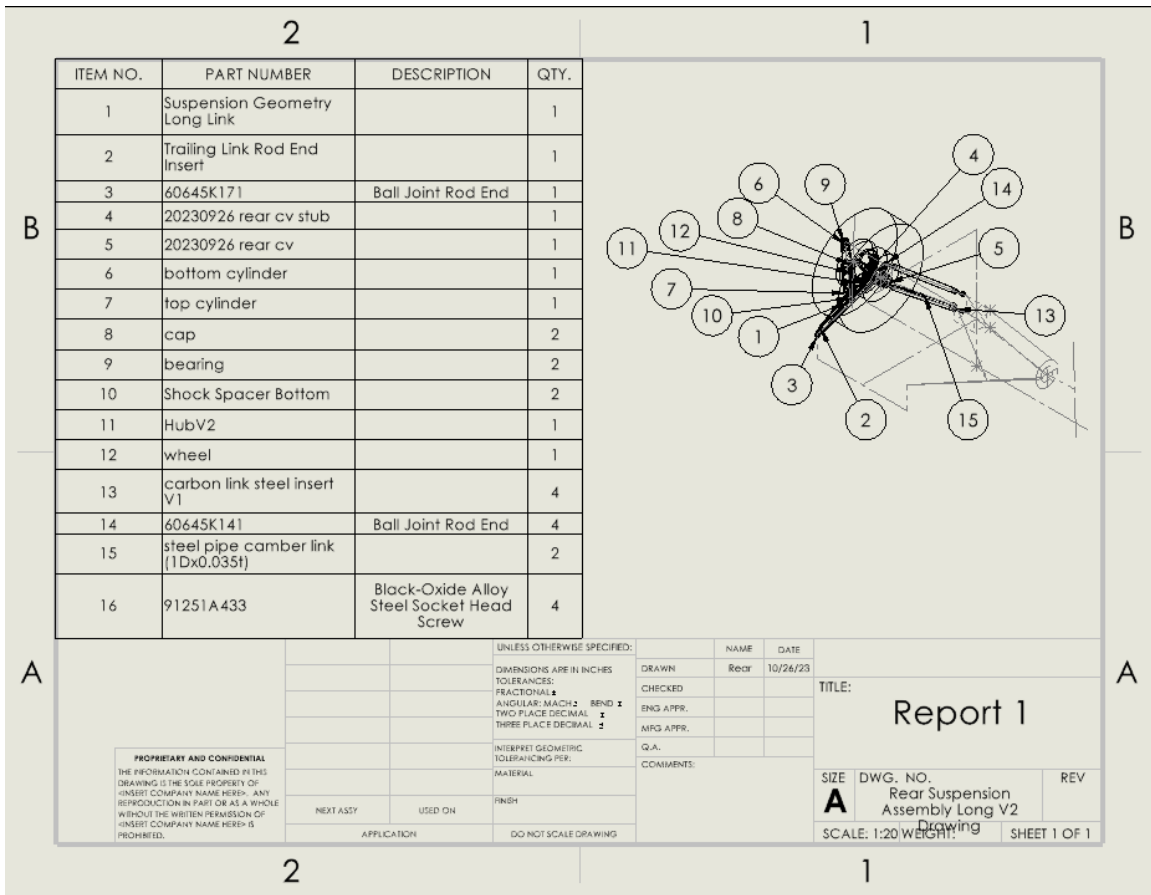 2
1
ITEM NO. PART NUMBER DESCRIPTION QTY.
1 Suspension Geometry Long Link 1
2 Trailing Link Rod End Insert 1
3 60645K171 Ball Joint Rod End 1
4 20230926 rear cv stub 1
5 20230926 rear cv 1
6 bottom cylinder 1
7 top cylinder 1
8 cap 2
9 bearing 2
10 Shock Spacer Bottom 2
11 HubV2 1
12 wheel 1
13 carbon link steel insert V1 4
14 60645K141 Ball Joint Rod End 4
15 steel pipe camber link (1Dx0.035t) 2
16 91251A433 Black-Oxide Alloy Steel Socket Head Screw 4
B
B
4
6
9
14
8
12
11
5
7
10
13
1
3
2
15
A
A
UNLESS OTHERWISE SPECIFIED:
DIMENSIONS ARE IN INCHES
TOLERANCES:
FRACTIONAL ±
ANGULAR: MACH ± BEND ±
TWO PLACE DECIMAL ±
THREE PLACE DECIMAL ±
INTERPRET GEOMETRIC
TOLERANCING PER:
MATERIAL
FINISH
DO NOT SCALE DRAWING
NAME DATE
DRAWN Rear 10/26/23
CHECKED
ENG APPR.
MFG APPR.
Q.A.
COMMENTS:
TITLE:
Report 1
SIZE DWG. NO. REV
A Rear Suspension
Assembly Long V2
Drawing
SCALE: 1:20 WEIGHT: SHEET 1 OF 1
PROPRIETARY AND CONFIDENTIAL
THE INFORMATION CONTAINED IN THIS
DRAWING IS THE SOLE PROPERTY OF
<INSERT COMPANY NAME HERE>. ANY
REPRODUCTION IN PART OR AS A WHOLE
WITHOUT THE WRITTEN PERMISSION OF
<INSERT COMPANY NAME HERE> IS
PROHIBITED.
NEXT ASSY USED ON
APPLICATION
2
1